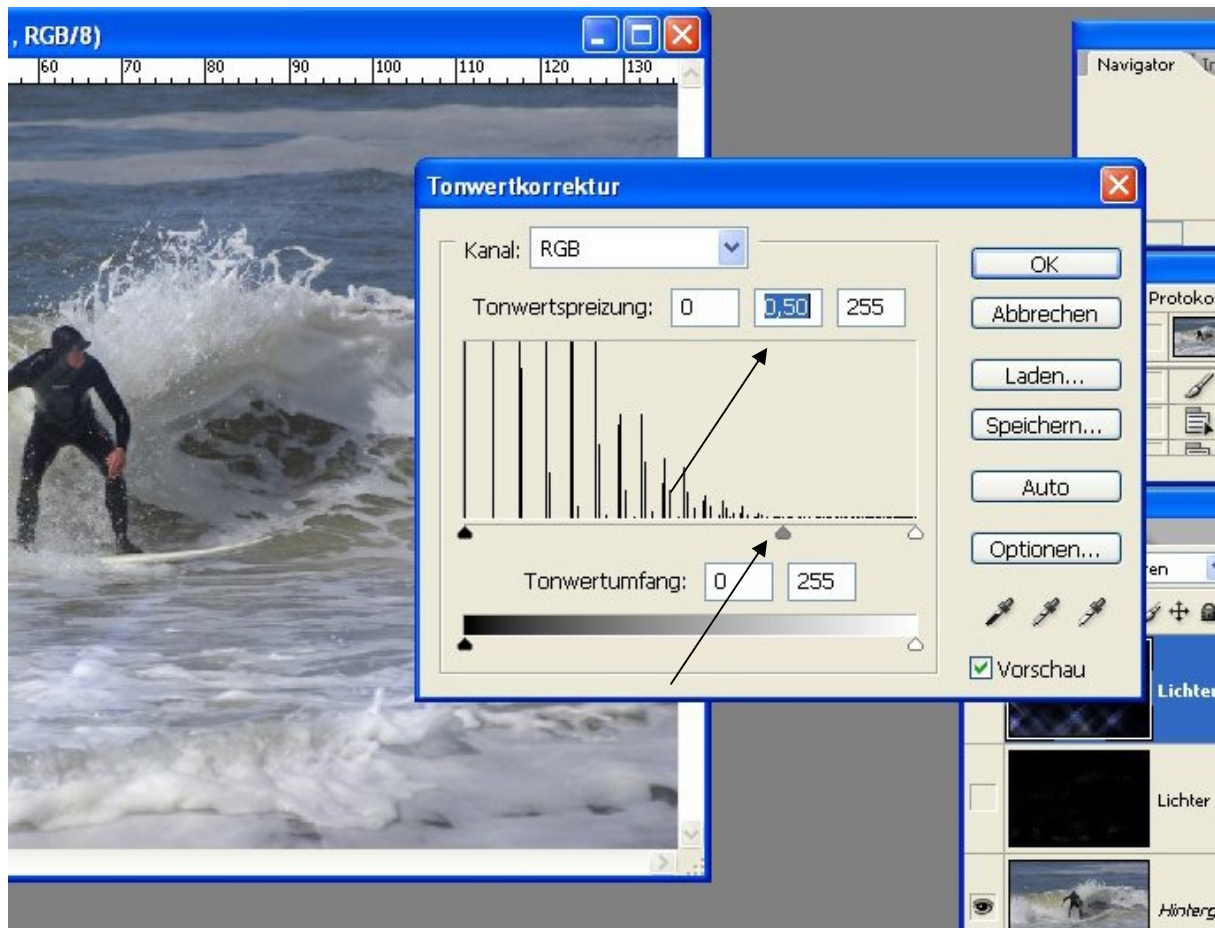 , RGB/8)
60 70 80 90 100 110 120 130
Navigator
Tonwertkorrektur
Kanal: RGB
Tonwertspreizung: 0 0,50 255
OK
Abbrechen
Laden...
Speichern...
Auto
Optionen...
Tonwertumfang: 0 255
Vorschau
Protoko
ren
Lichter
Lichter
Hinterg